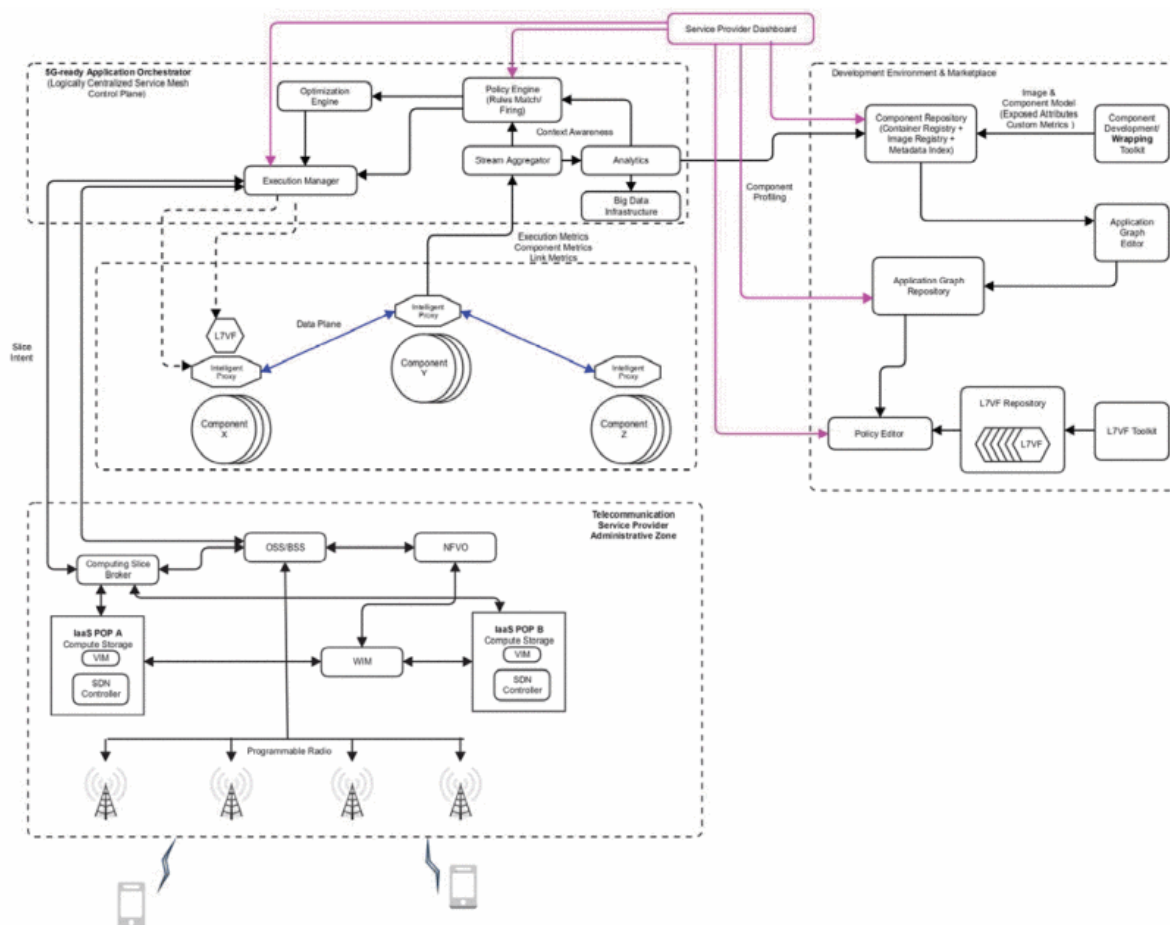 Service Provider Dashboard
5G-ready Application Orchestrator
(Logically Centralized Service Mesh
Control Plane)
Optimization
Engine
Policy Engine
(Rules Match/
Firing)
Context Awareness
Stream Aggregator
Analytics
Execution Manager
Big Data
Infrastructure
Execution Metrics
Component Metrics
Link Metrics
Component
Profiling
Development Environment & Marketplace
Image &
Component Model
(Exposed Attributes
Custom Metrics )
Component Repository
(Container Registry +
Image Registry +
Metadata Index)
Component
Development/
Wrapping
Toolkit
Application
Graph
Editor
Application Graph
Repository
Policy Editor
L7VF Repository
L7VF
L7VF Toolkit
Intelligent
Proxy
Data Plane
L7VF
Intelligent
Proxy
Component
Y
Intelligent
Proxy
Component
X
Component
Z
Slice
Intent
Telecommunication
Service Provider
Administrative Zone
OSS/BSS
NFVO
Computing Slice
Broker
IaaS POP A
Compute Storage
VIM
SDN
Controller
WIM
IaaS POP B
Compute Storage
VIM
SDN
Controller
Programmable Radio